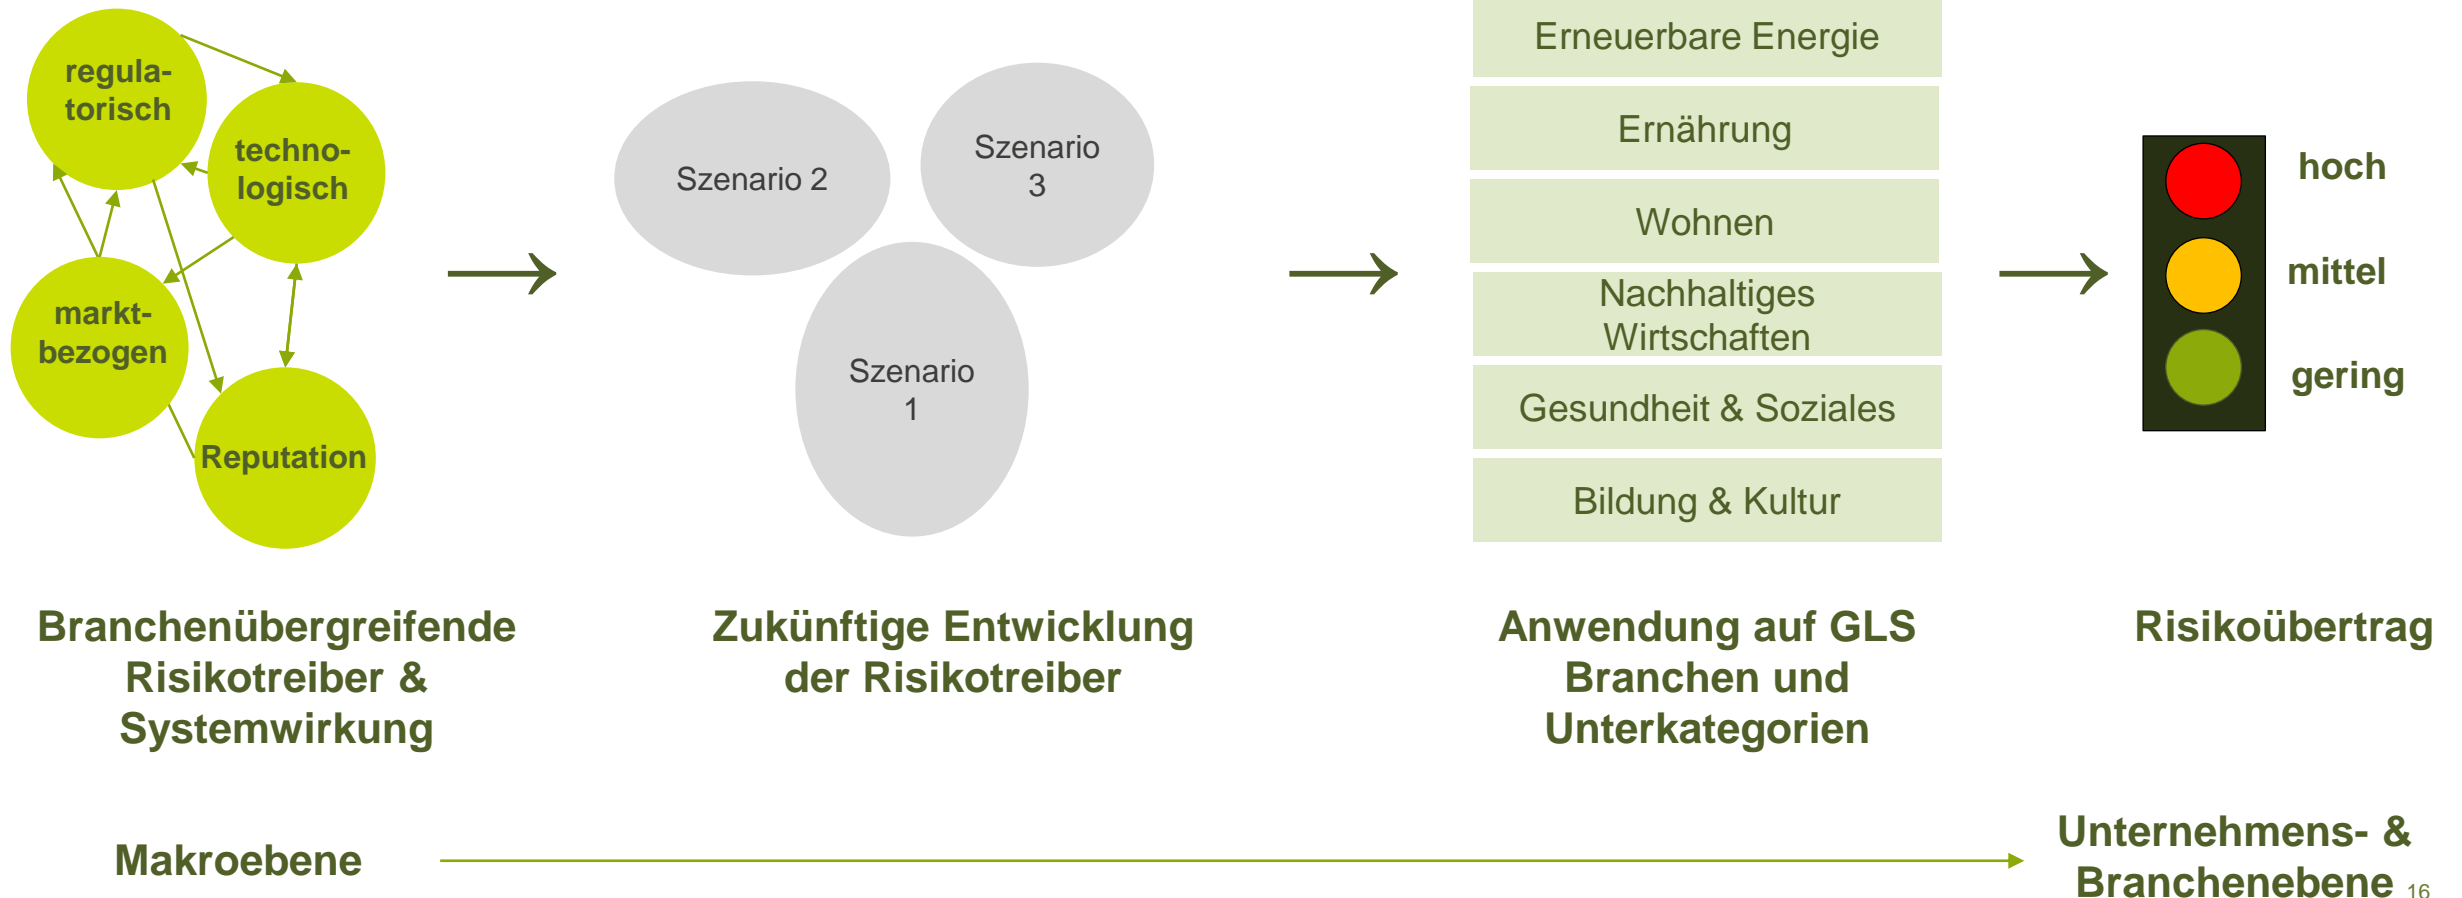 regula-
torisch
techno-
logisch
markt-
bezogen
Reputation
Szenario 2
Szenario
3
Szenario
1
Erneuerbare Energie
Ernährung
Wohnen
Nachhaltiges
Wirtschaften
Gesundheit & Soziales
Bildung & Kultur
hoch
mittel
gering
Branchenübergreifende
Risikotreiber &
Systemwirkung
Zukünftige Entwicklung
der Risikotreiber
Anwendung auf GLS
Branchen und
Unterkategorien
Risikoübertrag
Makroebene
Unternehmens- &
Branchenebene
16